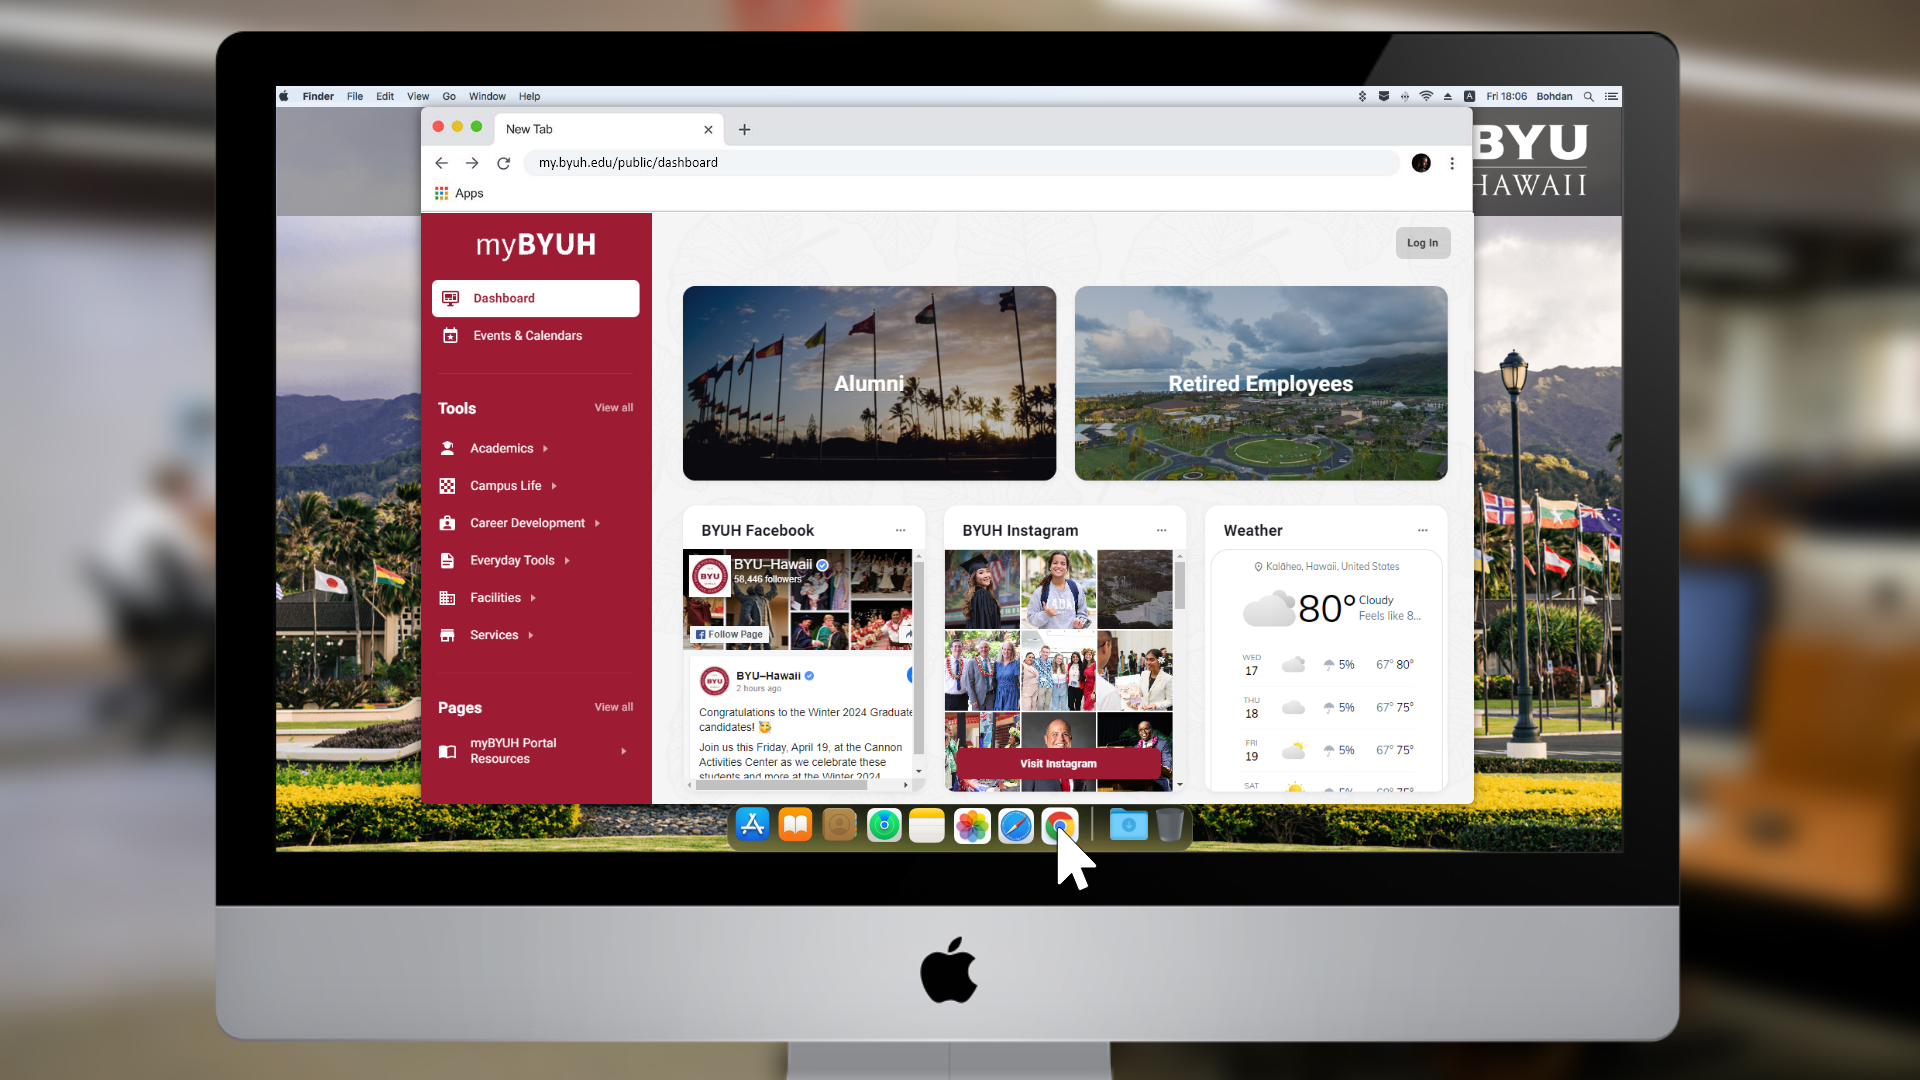 Finder File Edit View Go Window Help
A Fri 18:06 Bohdan
New Tab
my.byuh.edu/public/dashboard
Apps
BYU
HAWAII
myBYUH
Log In
Dashboard
Events & Calendars
Tools View all
Academics
Campus Life
Career Development
Everyday Tools
Facilities
Services
Pages View all
myBYUH Portal
Resources
Alumni
Retired Employees
BYUH Facebook
BYU
BYU–Hawaii
58,446 followers
Follow Page
BYU
BYU–Hawaii
2 hours ago
Congratulations to the Winter 2024 Graduate
candidates! 🥰
Join us this Friday, April 19, at the Cannon
Activities Center as we celebrate these
students and more at the Winter 2024
BYUH Instagram
Visit Instagram
Weather
Kalāheo, Hawaii, United States
80° Cloudy
Feels like 8...
WED
17 5% 67° 80°
THU
18 5% 67° 75°
FRI
19 5% 67° 75°
SAT
5% 68° 75°